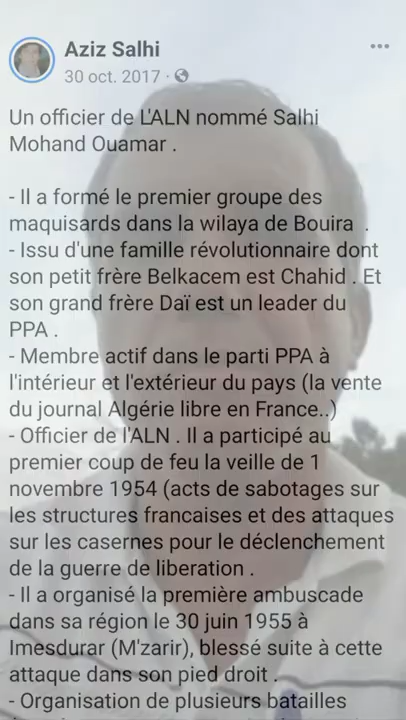 Aziz Salhi
30 oct. 2017 ·
Un officier de L'ALN nommé Salhi
Mohand Ouamar .
- Il a formé le premier groupe des
maquisards dans la wilaya de Bouira .
- Issu d'une famille révolutionnaire dont
son petit frère Belkacem est Chahid . Et
son grand frère Daï est un leader du
PPA .
- Membre actif dans le parti PPA à
l'intérieur et l'extérieur du pays (la vente
du journal Algérie libre en France..)
- Officier de l'ALN . Il a participé au
premier coup de feu la veille de 1
novembre 1954 (acts de sabotages sur
les structures francaises et des attaques
sur les casernes pour le déclenchement
de la guerre de liberation .
- Il a organisé la première ambuscade
dans sa région le 30 juin 1955 à
Imesdurar (M'zarir), blessé suite à cette
attaque dans son pied droit .
- Organisation de plusieurs batailles